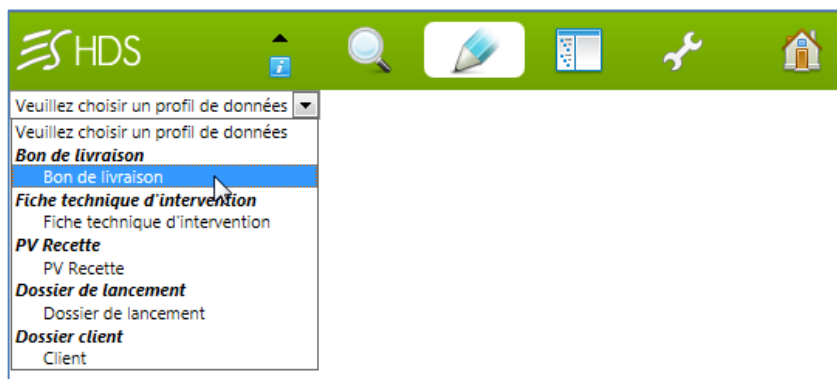 HDS
Veuillez choisir un profil de données
Veuillez choisir un profil de données
Bon de livraison
Bon de livraison
Fiche technique d'intervention
Fiche technique d'intervention
PV Recette
PV Recette
Dossier de lancement
Dossier de lancement
Dossier client
Client